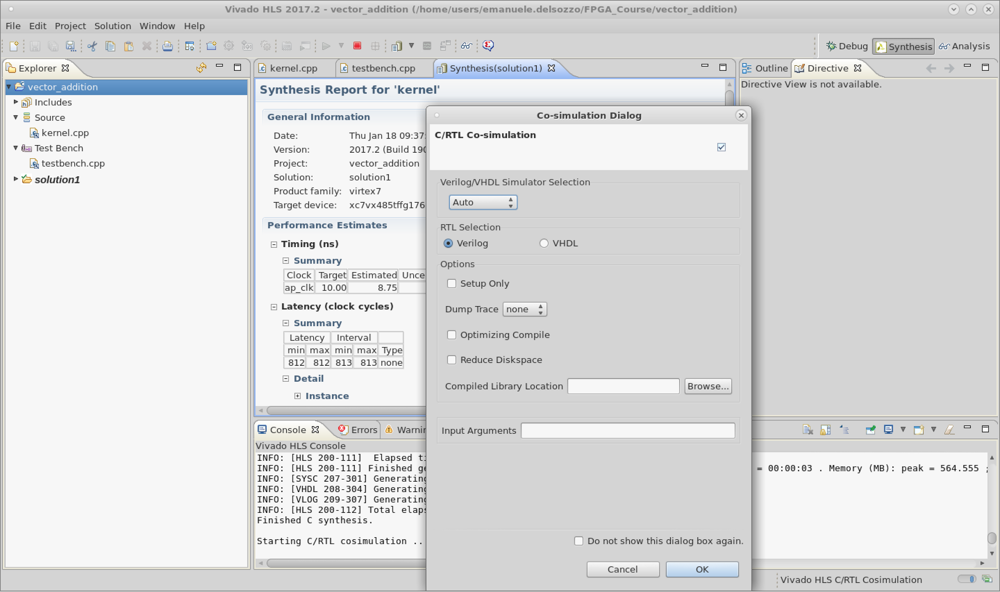 Vivado HLS 2017.2 - vector_addition (/home/users/emanuele.delsozzo/FPGA_Course/vector_addition)
File Edit Project Solution Window Help
Debug Synthesis Analysis
Explorer
vector_addition
Includes
Source
kernel.cpp
Test Bench
testbench.cpp
solution1
kernel.cpp testbench.cpp Synthesis(solution1)
Synthesis Report for 'kernel'
General Information
Date: Thu Jan 18 09:37:
Version: 2017.2 (Build 190
Project: vector_addition
Solution: solution1
Product family: virtex7
Target device: xc7vx485tffg176
Performance Estimates
Timing (ns)
Summary
Clock Target Estimated Unce
ap_clk 10.00 8.75
Latency (clock cycles)
Summary
Latency Interval
min max min max Type
812 812 813 813 none
Detail
Instance
Outline Directive
Directive View is not available.
Co-simulation Dialog
C/RTL Co-simulation
Verilog/VHDL Simulator Selection
Auto
RTL Selection
Verilog VHDL
Options
Setup Only
Dump Trace none
Optimizing Compile
Reduce Diskspace
Compiled Library Location Browse...
Input Arguments
Do not show this dialog box again.
Cancel OK
Console Errors Warnin
Vivado HLS Console
INFO: [HLS 200-111] Elapsed ti
INFO: [HLS 200-111] Finished ge = 00:00:03 . Memory (MB): peak = 564.555 ;
INFO: [SYSC 207-301] Generating
INFO: [VHDL 208-304] Generating
INFO: [VLOG 209-307] Generating
INFO: [HLS 200-112] Total elaps
Finished C synthesis.
Starting C/RTL cosimulation ..
Vivado HLS C/RTL Cosimulation